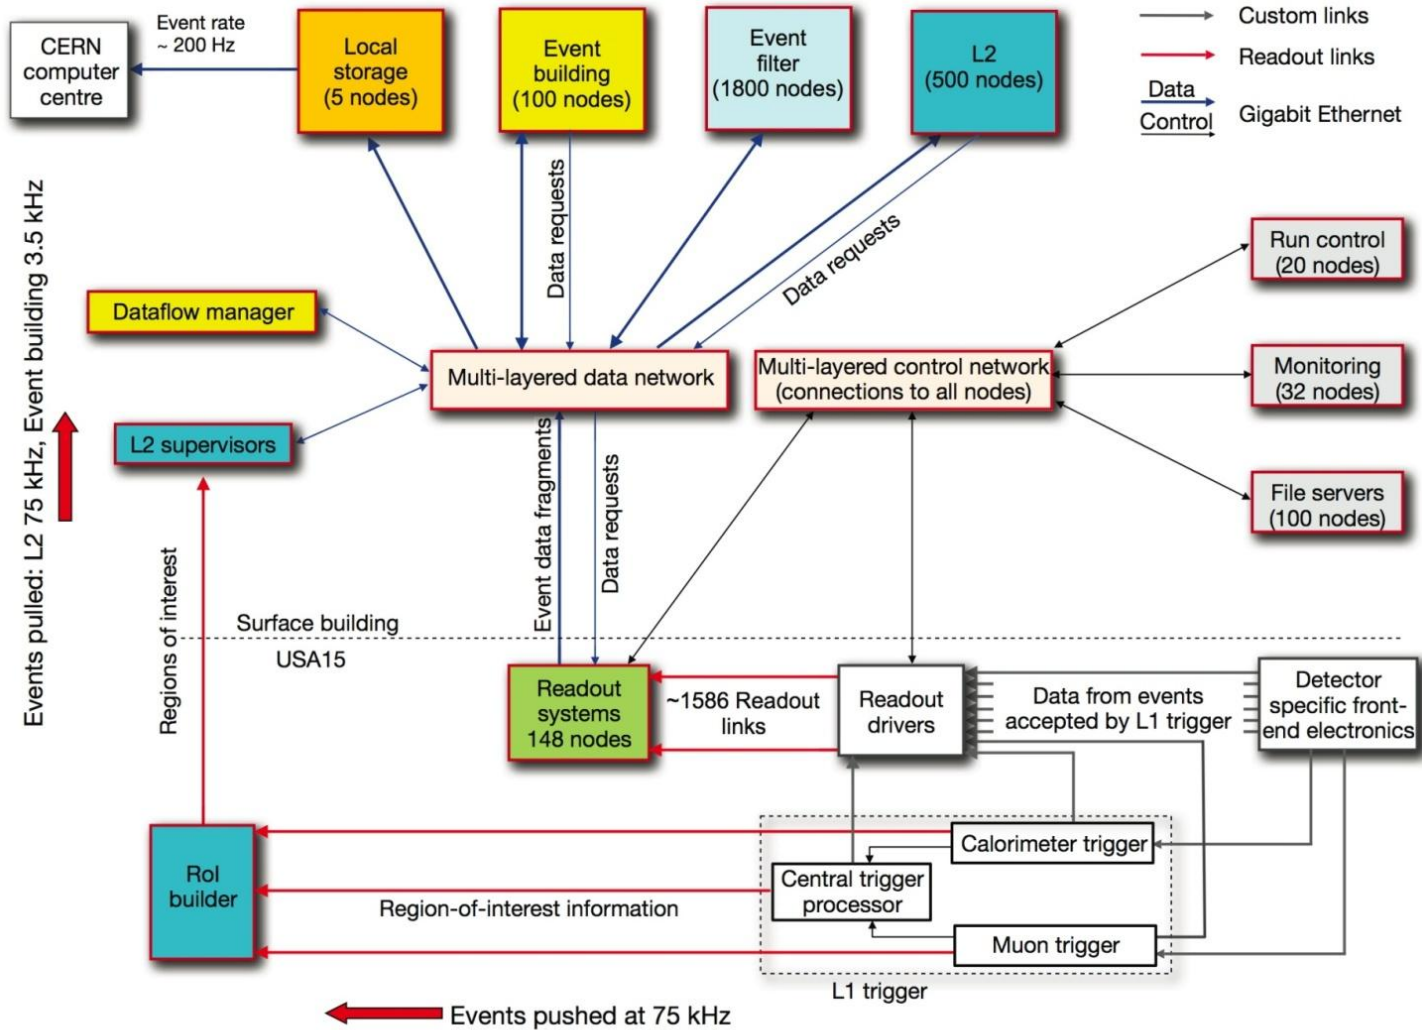 CERN
computer
centre
Event rate
~ 200 Hz
Local
storage
(5 nodes)
Event
building
(100 nodes)
Event
filter
(1800 nodes)
L2
(500 nodes)
Custom links
Readout links
Data
Control
Gigabit Ethernet
Data requests
Data requests
Run control
(20 nodes)
Dataflow manager
Multi-layered data network
Multi-layered control network
(connections to all nodes)
Monitoring
(32 nodes)
L2 supervisors
File servers
(100 nodes)
Events pulled: L2 75 kHz, Event building 3.5 kHz
Event data fragments
Data requests
Regions of interest
Surface building
USA15
Readout
systems
148 nodes
~1586 Readout
links
Readout
drivers
Data from events
accepted by L1 trigger
Detector
specific front-
end electronics
RoI
builder
Calorimeter trigger
Central trigger
processor
Region-of-interest information
Muon trigger
L1 trigger
Events pushed at 75 kHz